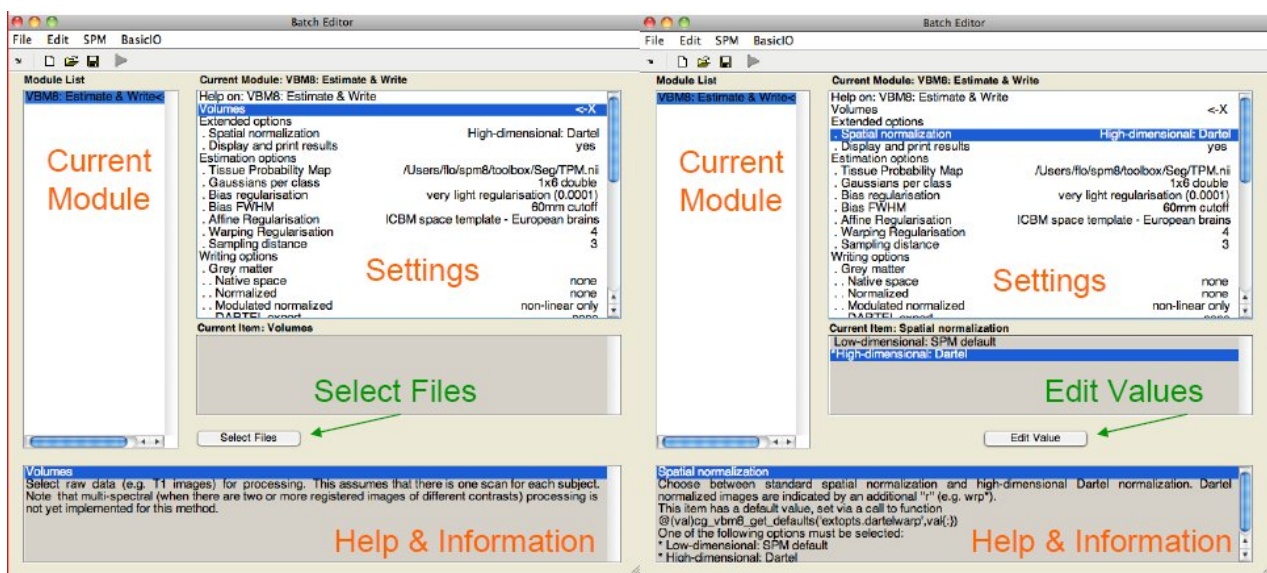 Batch Editor
File Edit SPM BasicIO
Module List
VBM8: Estimate & Write<
Current Module
Current Module: VBM8: Estimate & Write
Help on: VBM8: Estimate & Write
Volumes <-X
Extended options
. Spatial normalization High-dimensional: Dartel
. Display and print results yes
Estimation options
. Tissue Probability Map /Users/flo/spm8/toolbox/Seg/TPM.nii
. Gaussians per class 1x6 double
. Bias regularisation very light regularisation (0.0001)
. Bias FWHM 60mm cutoff
. Affine Regularisation ICBM space template - European brains
. Warping Regularisation 4
. Sampling distance 3
Writing options
. Grey matter
. . Native space none
. . Normalized none
. . Modulated normalized non-linear only
. . DARTEL export none
Settings
Current Item: Volumes
Select Files
Select Files
Volumes
Select raw data (e.g. T1 images) for processing. This assumes that there is one scan for each subject.
Note that multi-spectral (when there are two or more registered images of different contrasts) processing is
not yet implemented for this method.
Help & Information
Batch Editor
File Edit SPM BasicIO
Module List
VBM8: Estimate & Write<
Current Module
Current Module: VBM8: Estimate & Write
Help on: VBM8: Estimate & Write
Volumes <-X
Extended options
. Spatial normalization High-dimensional: Dartel
. Display and print results yes
Estimation options
. Tissue Probability Map /Users/flo/spm8/toolbox/Seg/TPM.nii
. Gaussians per class 1x6 double
. Bias regularisation very light regularisation (0.0001)
. Bias FWHM 60mm cutoff
. Affine Regularisation ICBM space template - European brains
. Warping Regularisation 4
. Sampling distance 3
Writing options
. Grey matter
. . Native space none
. . Normalized none
. . Modulated normalized non-linear only
. . DARTEL export none
Settings
Current Item: Spatial normalization
Low-dimensional: SPM default
*High-dimensional: Dartel
Edit Values
Edit Value
Spatial normalization
Choose between standard spatial normalization and high-dimensional Dartel normalization. Dartel
normalized images are indicated by an additional "r" (e.g. wrp*).
This item has a default value, set via a call to function
@(val)cg_vbm8_get_defaults('extopts.dartelwarp',val{:})
One of the following options must be selected:
* Low-dimensional: SPM default
* High-dimensional: Dartel
Help & Information